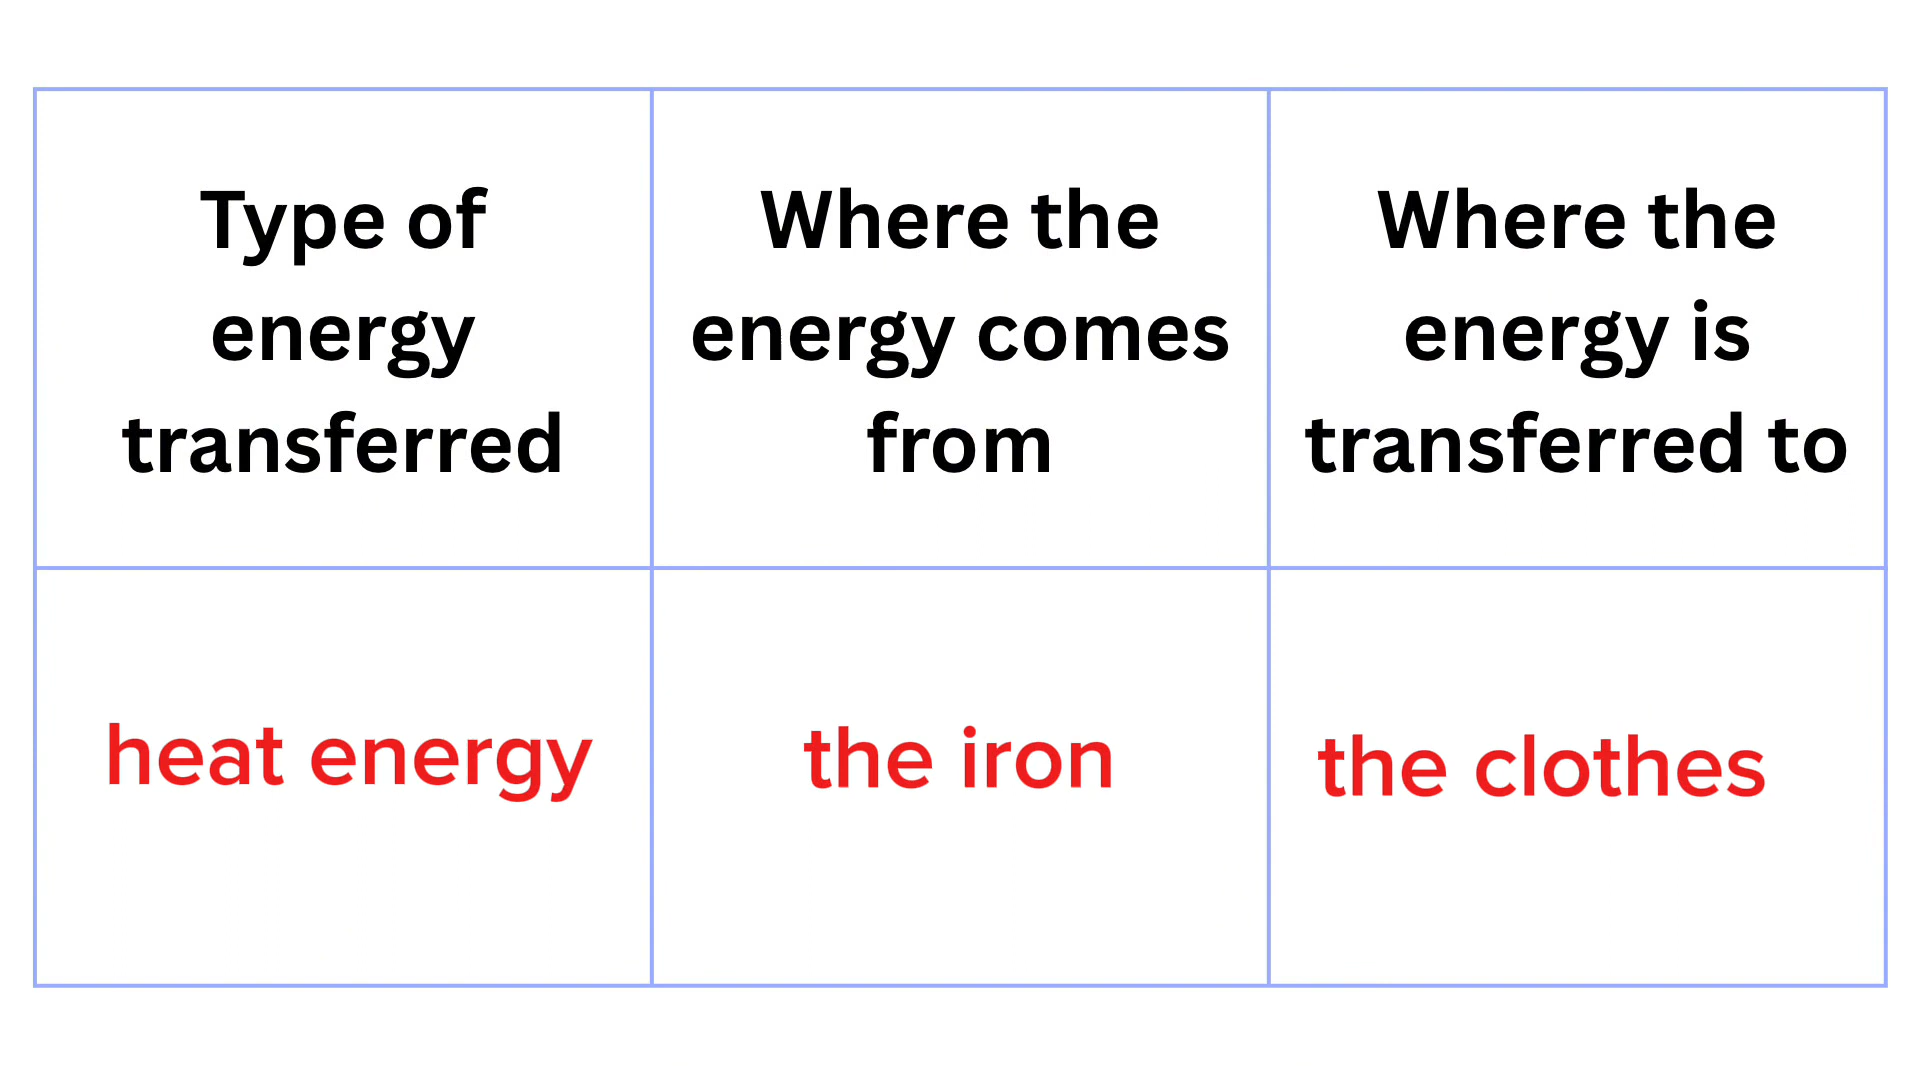 Type of
energy
transferred
Where the
energy comes
from
Where the
energy is
transferred to
heat energy
the iron
the clothes